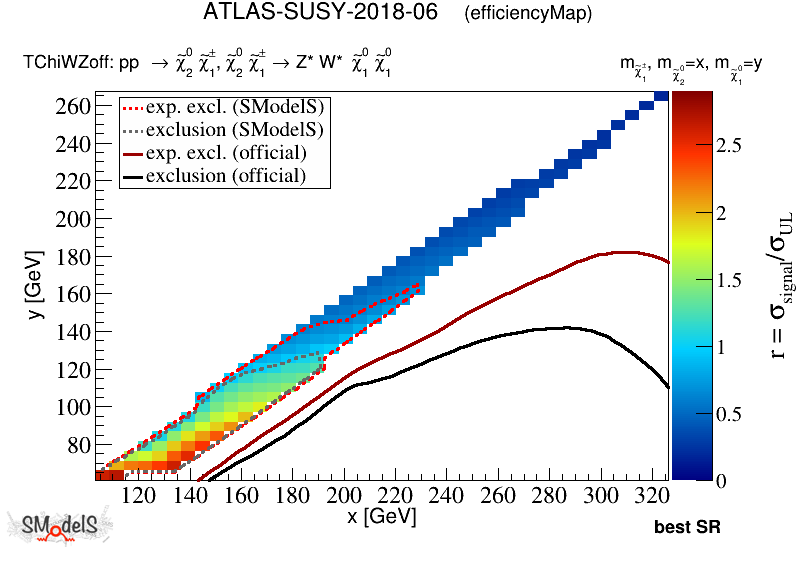 ATLAS-SUSY-2018-06 (efficiencyMap)
TChiWZoff: pp → χ̃⁰₂ χ̃±₁, χ̃⁰₂ χ̃±₁ → Z* W* χ̃⁰₁ χ̃⁰₁
m_χ̃±₁, m_χ̃⁰₂=x, m_χ̃⁰₁=y
exp. excl. (SModelS)
exclusion (SModelS)
exp. excl. (official)
exclusion (official)
260
240
220
200
180
160
140
120
100
80
y [GeV]
120 140 160 180 200 220 240 260 280 300 320
x [GeV]
2.5
2
1.5
1
0.5
0
r = σ_signal/σ_UL
SModelS
best SR